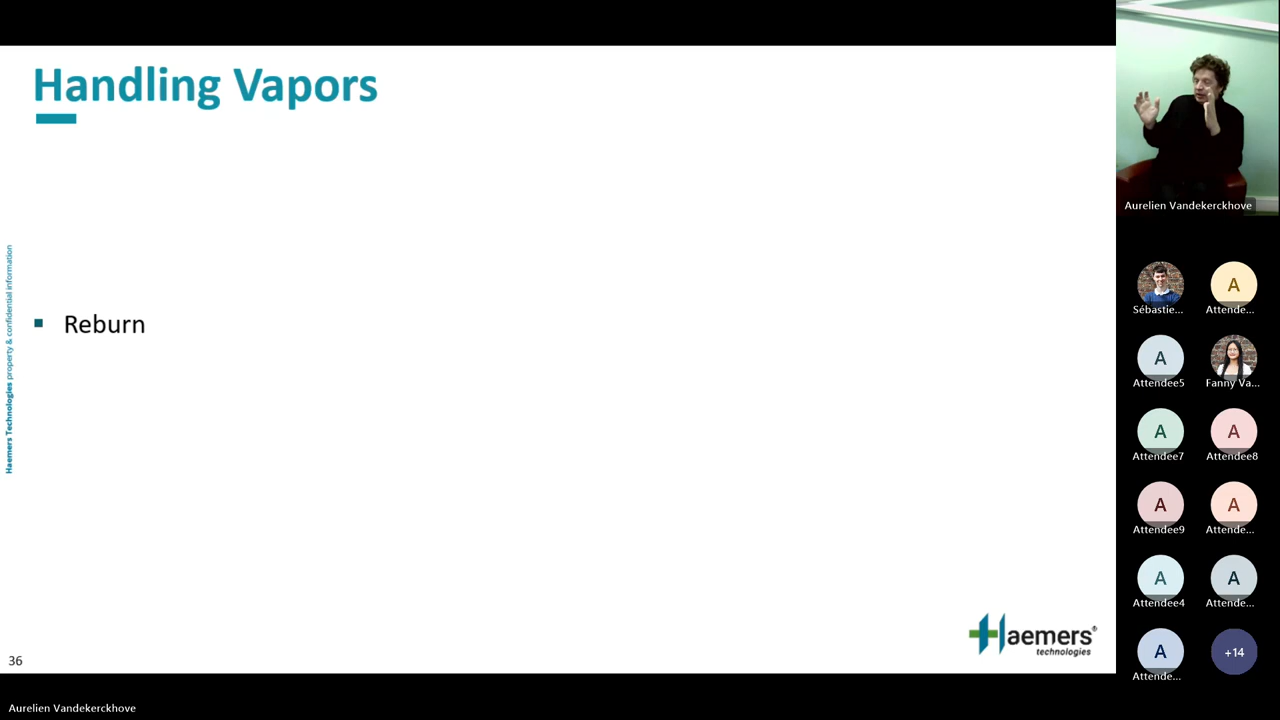 Handling Vapors
Haemers Technologies property & confidential information
Reburn
Haemers®
technologies
36
Aurelien Vandekerckhove
Sébastie...
A
Attende...
A
Attendee5
Fanny Va...
A
Attendee7
A
Attendee8
A
Attendee9
A
Attende...
A
Attendee4
A
Attende...
A
Attende...
+14
Aurelien Vandekerckhove